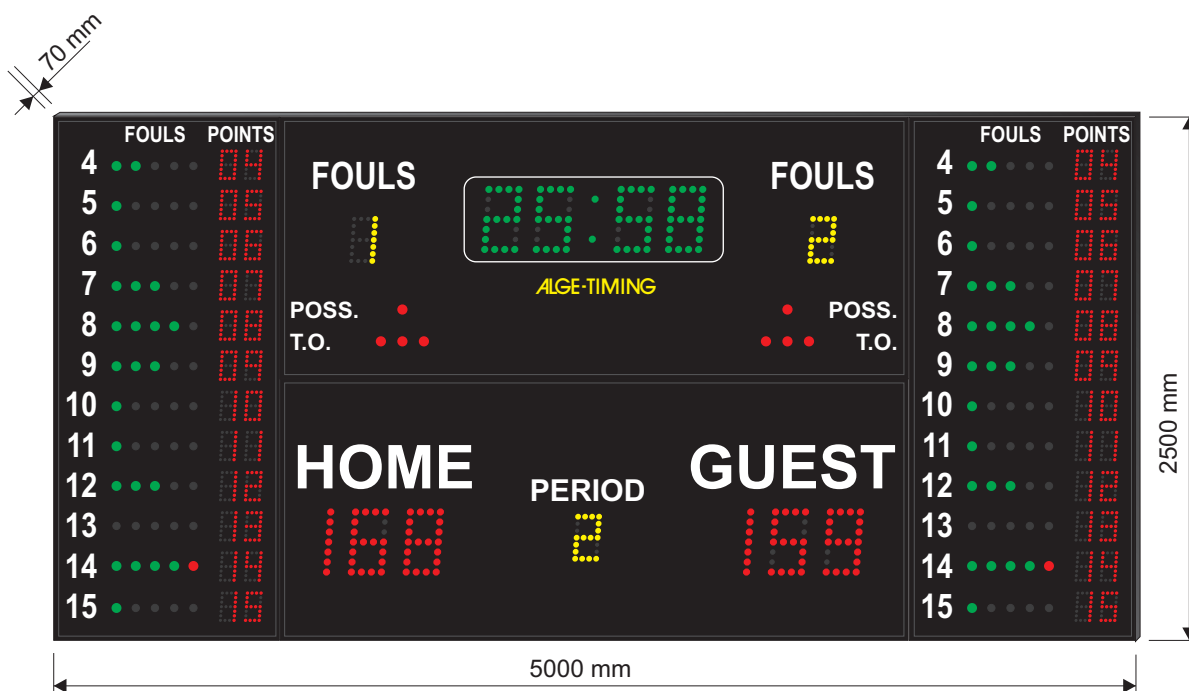 70 mm
FOULS POINTS
4 04
5 05
6 06
7 07
8 08
9 09
10 10
11 11
12 12
13 13
14 14
15 15
FOULS
1
25:58
FOULS
2
ALGE-TIMING
POSS.
T.O.
POSS.
T.O.
HOME
168
PERIOD
2
GUEST
159
FOULS POINTS
4 04
5 05
6 06
7 07
8 08
9 09
10 10
11 11
12 12
13 13
14 14
15 15
2500 mm
5000 mm